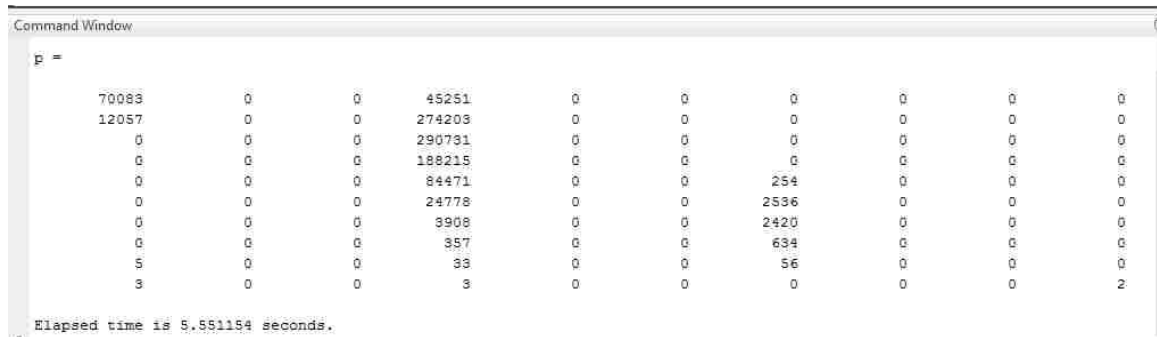 Command Window
p =
70083 0 0 45251 0 0 0 0 0 0
12057 0 0 274203 0 0 0 0 0 0
0 0 0 290731 0 0 0 0 0 0
0 0 0 188215 0 0 0 0 0 0
0 0 0 84471 0 0 254 0 0 0
0 0 0 24778 0 0 2536 0 0 0
0 0 0 3908 0 0 2420 0 0 0
0 0 0 357 0 0 634 0 0 0
5 0 0 33 0 0 56 0 0 0
3 0 0 3 0 0 0 0 0 2
Elapsed time is 5.551154 seconds.